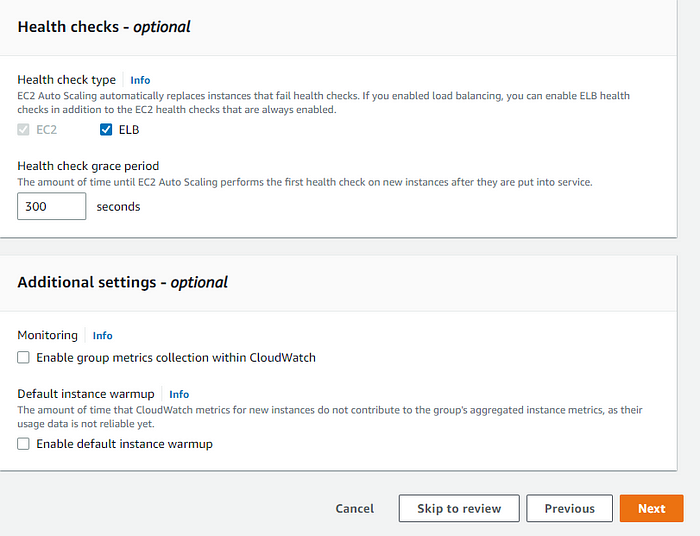 Health checks - optional
Health check type Info
EC2 Auto Scaling automatically replaces instances that fail health checks. If you enabled load balancing, you can enable ELB health
checks in addition to the EC2 health checks that are always enabled.
EC2 ELB
Health check grace period
The amount of time until EC2 Auto Scaling performs the first health check on new instances after they are put into service.
300 seconds
Additional settings - optional
Monitoring Info
Enable group metrics collection within CloudWatch
Default instance warmup Info
The amount of time that CloudWatch metrics for new instances do not contribute to the group's aggregated instance metrics, as their
usage data is not reliable yet.
Enable default instance warmup
Cancel Skip to review Previous Next